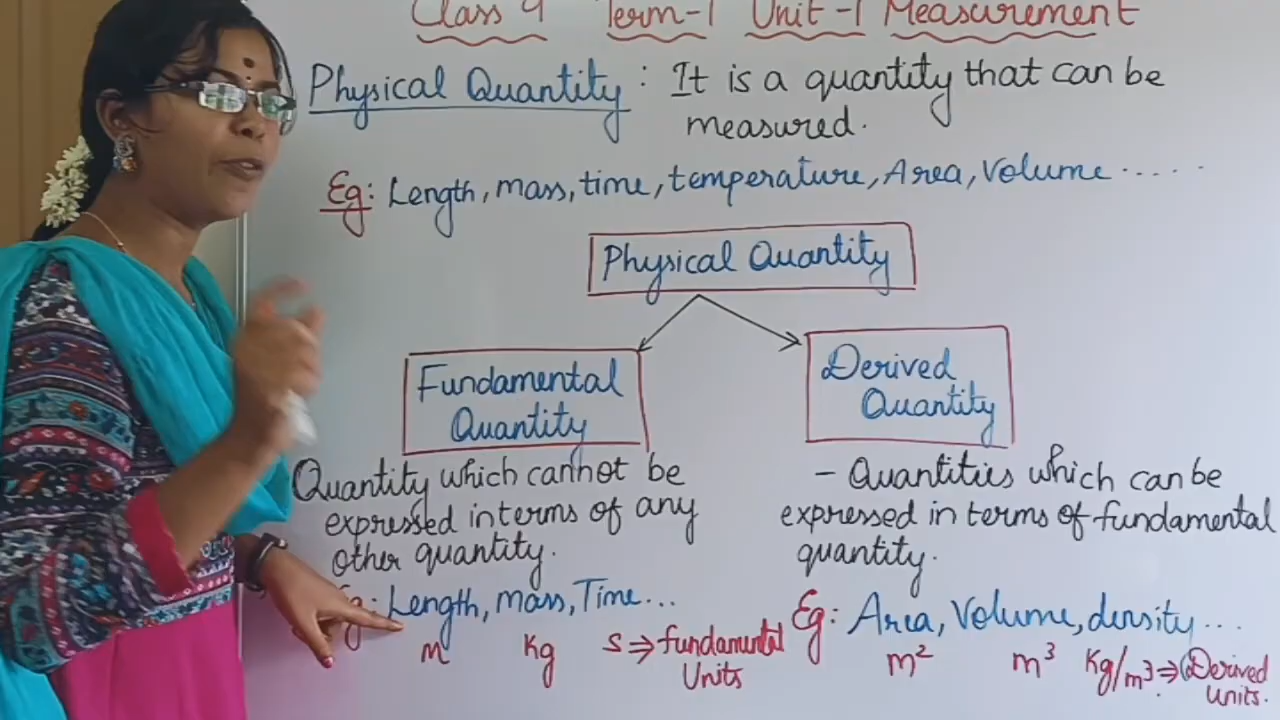 Class 9 Term-1 Unit-1 Measurement
Physical Quantity : It is a quantity that can be
measured.
Eg: Length, mass, time, temperature, Area, Volume ......
Physical Quantity
Fundamental
Quantity
Quantity which cannot be
expressed in terms of any
other quantity.
Eg: Length, mass, Time...
m Kg s ⇒ fundamental
Units
Derived
Quantity
- Quantities which can be
expressed in terms of fundamental
quantity.
Eg: Area, Volume, density...
m² m³ Kg/m³ ⇒ Derived
Units.